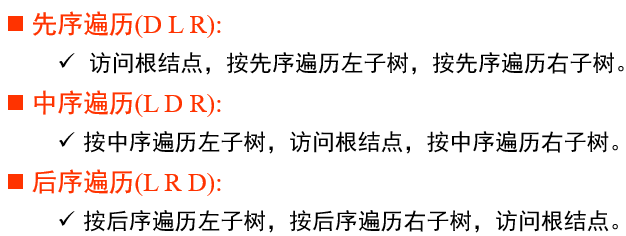 ■ 先序遍历(D L R):
✓ 访问根结点，按先序遍历左子树，按先序遍历右子树。
■ 中序遍历(L D R):
✓ 按中序遍历左子树，访问根结点，按中序遍历右子树。
■ 后序遍历(L R D):
✓ 按后序遍历左子树，按后序遍历右子树，访问根结点。